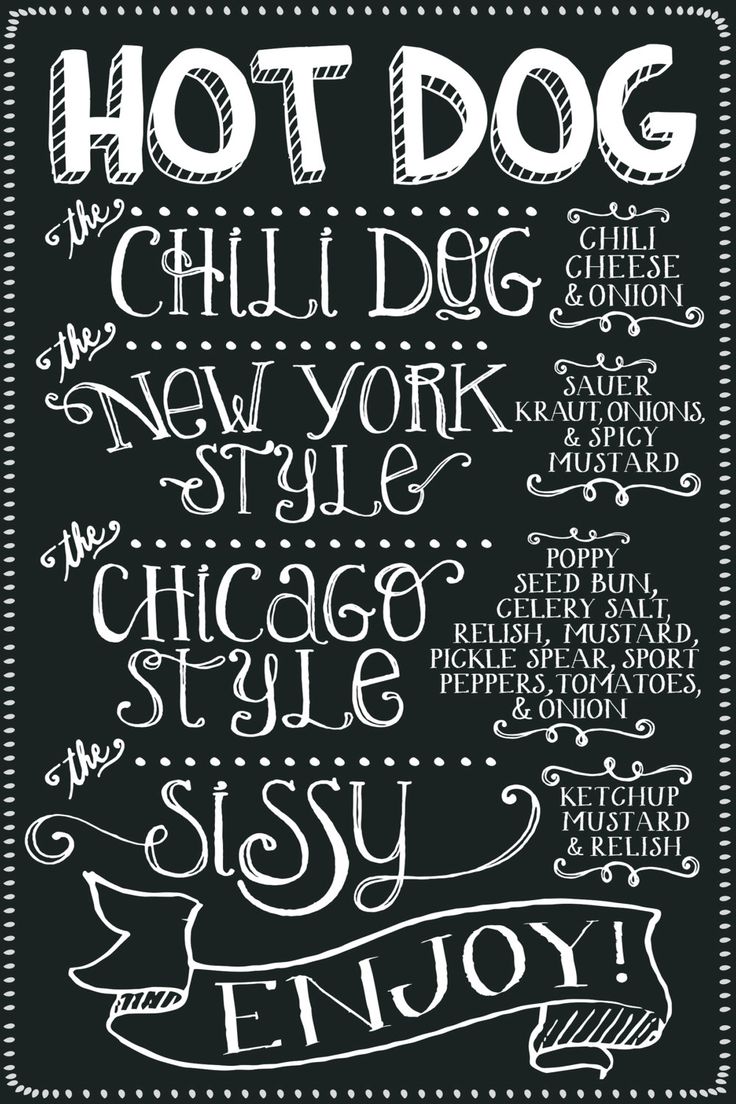 HOT DOG
the
CHILI DOG
CHILI
CHEESE
& ONION
the
NEW YORK
STYLE
SAUER
KRAUT, ONIONS,
& SPICY
MUSTARD
the
CHICAGO
STYLE
POPPY
SEED BUN,
CELERY SALT,
RELISH, MUSTARD,
PICKLE SPEAR, SPORT
PEPPERS, TOMATOES,
& ONION
the
SISSY
KETCHUP
MUSTARD
& RELISH
ENJOY!